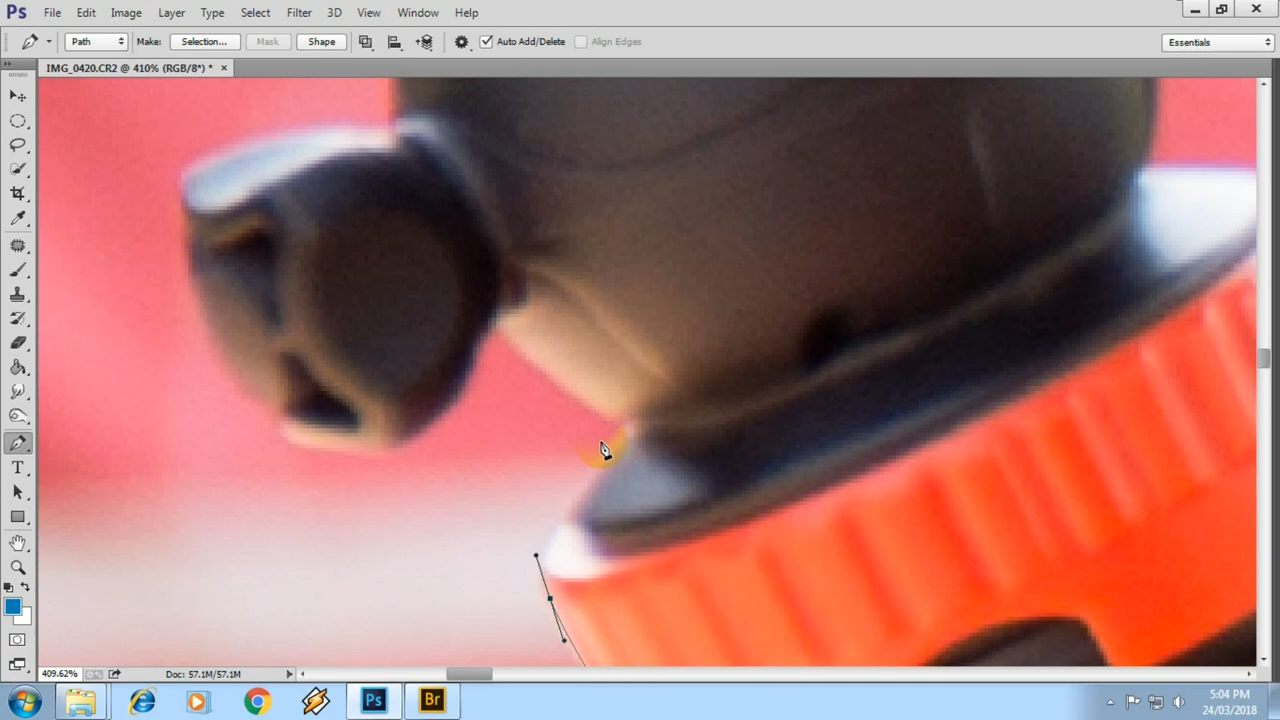 Ps File Edit Image Layer Type Select Filter 3D View Window Help
Path Make: Selection... Mask Shape Auto Add/Delete Align Edges Essentials
IMG_0420.CR2 @ 410% (RGB/8*) * ×
T
409.62% Doc: 57.1M/57.1M
Ps Br 5:04 PM
24/03/2018